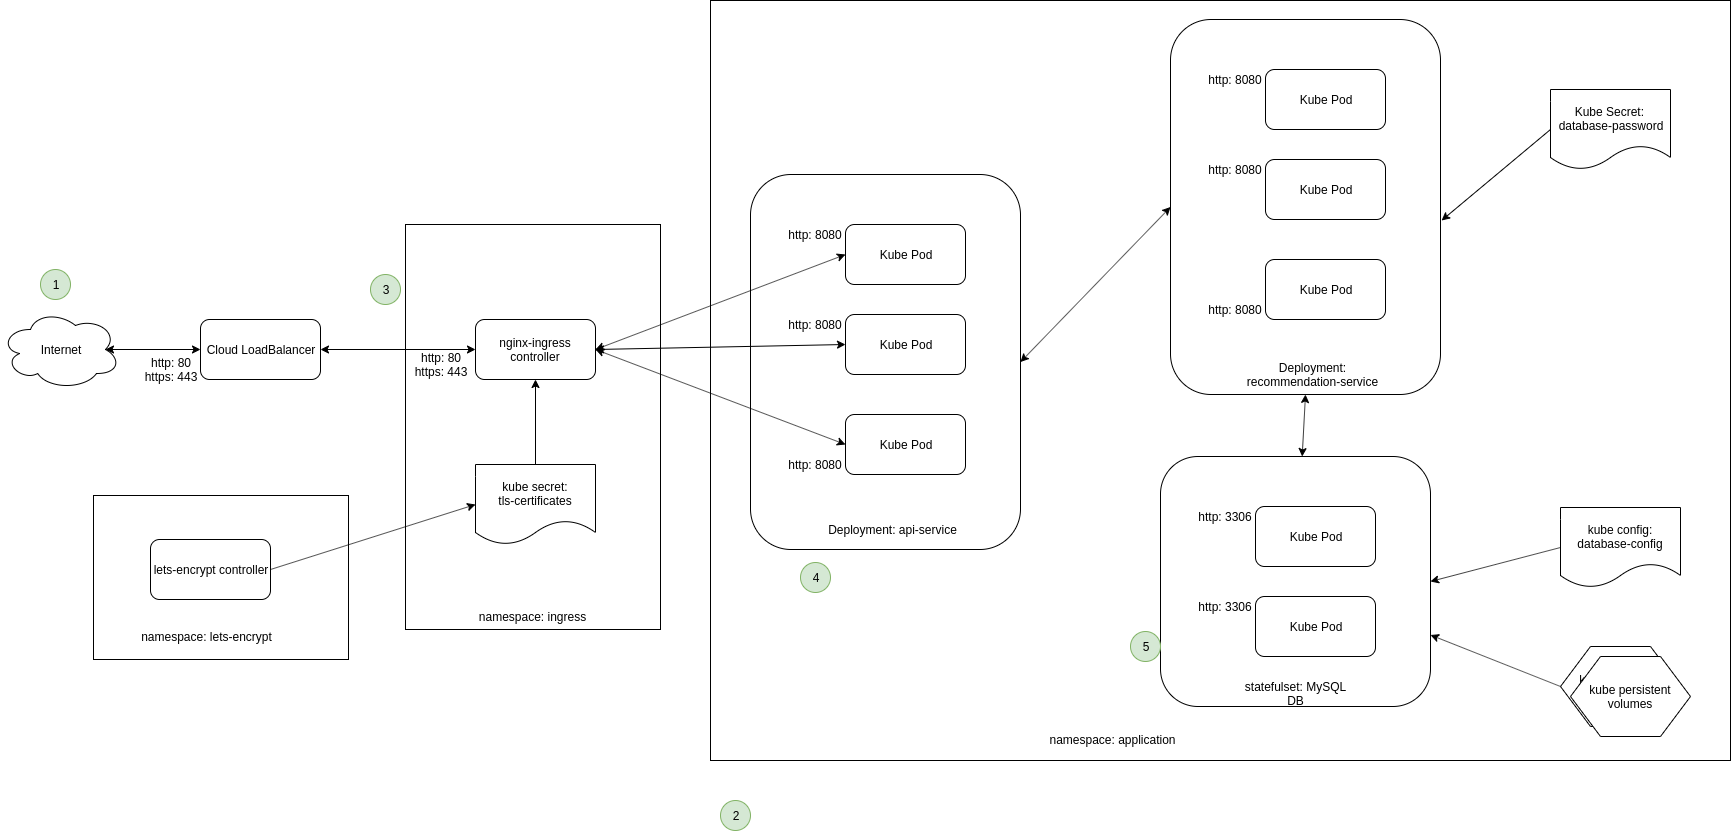 1
Internet
http: 80
https: 443
Cloud LoadBalancer
3
http: 80
https: 443
nginx-ingress
controller
kube secret:
tls-certificates
namespace: ingress
lets-encrypt controller
namespace: lets-encrypt
http: 8080
Kube Pod
http: 8080
Kube Pod
Kube Pod
http: 8080
Deployment: api-service
4
http: 8080
Kube Pod
http: 8080
Kube Pod
Kube Pod
http: 8080
Deployment:
recommendation-service
Kube Secret:
database-password
http: 3306
Kube Pod
http: 3306
Kube Pod
5
statefulset: MySQL
DB
kube config:
database-config
kube persistent
volumes
namespace: application
2